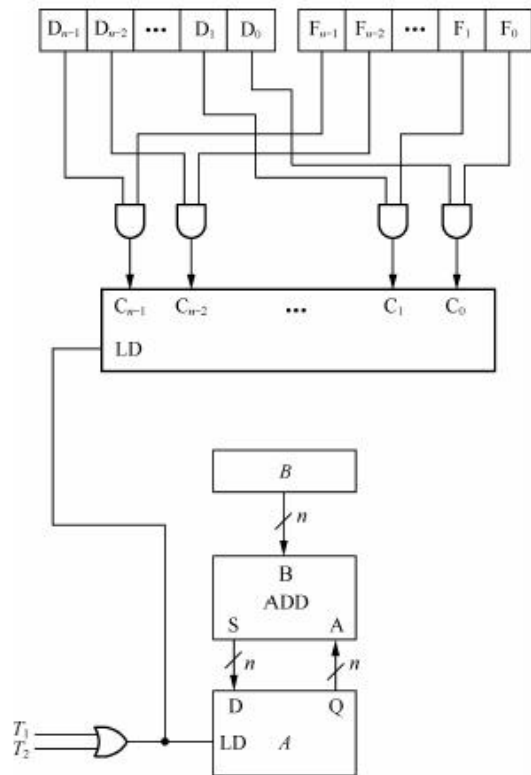 Dₙ₋₁ Dₙ₋₂ ••• D₁ D₀ Fₙ₋₁ Fₙ₋₂ ••• F₁ F₀
Cₙ₋₁ Cₙ₋₂ ••• C₁ C₀
LD
B
n
B
ADD
S A
n n
D Q
T₁
T₂
LD A